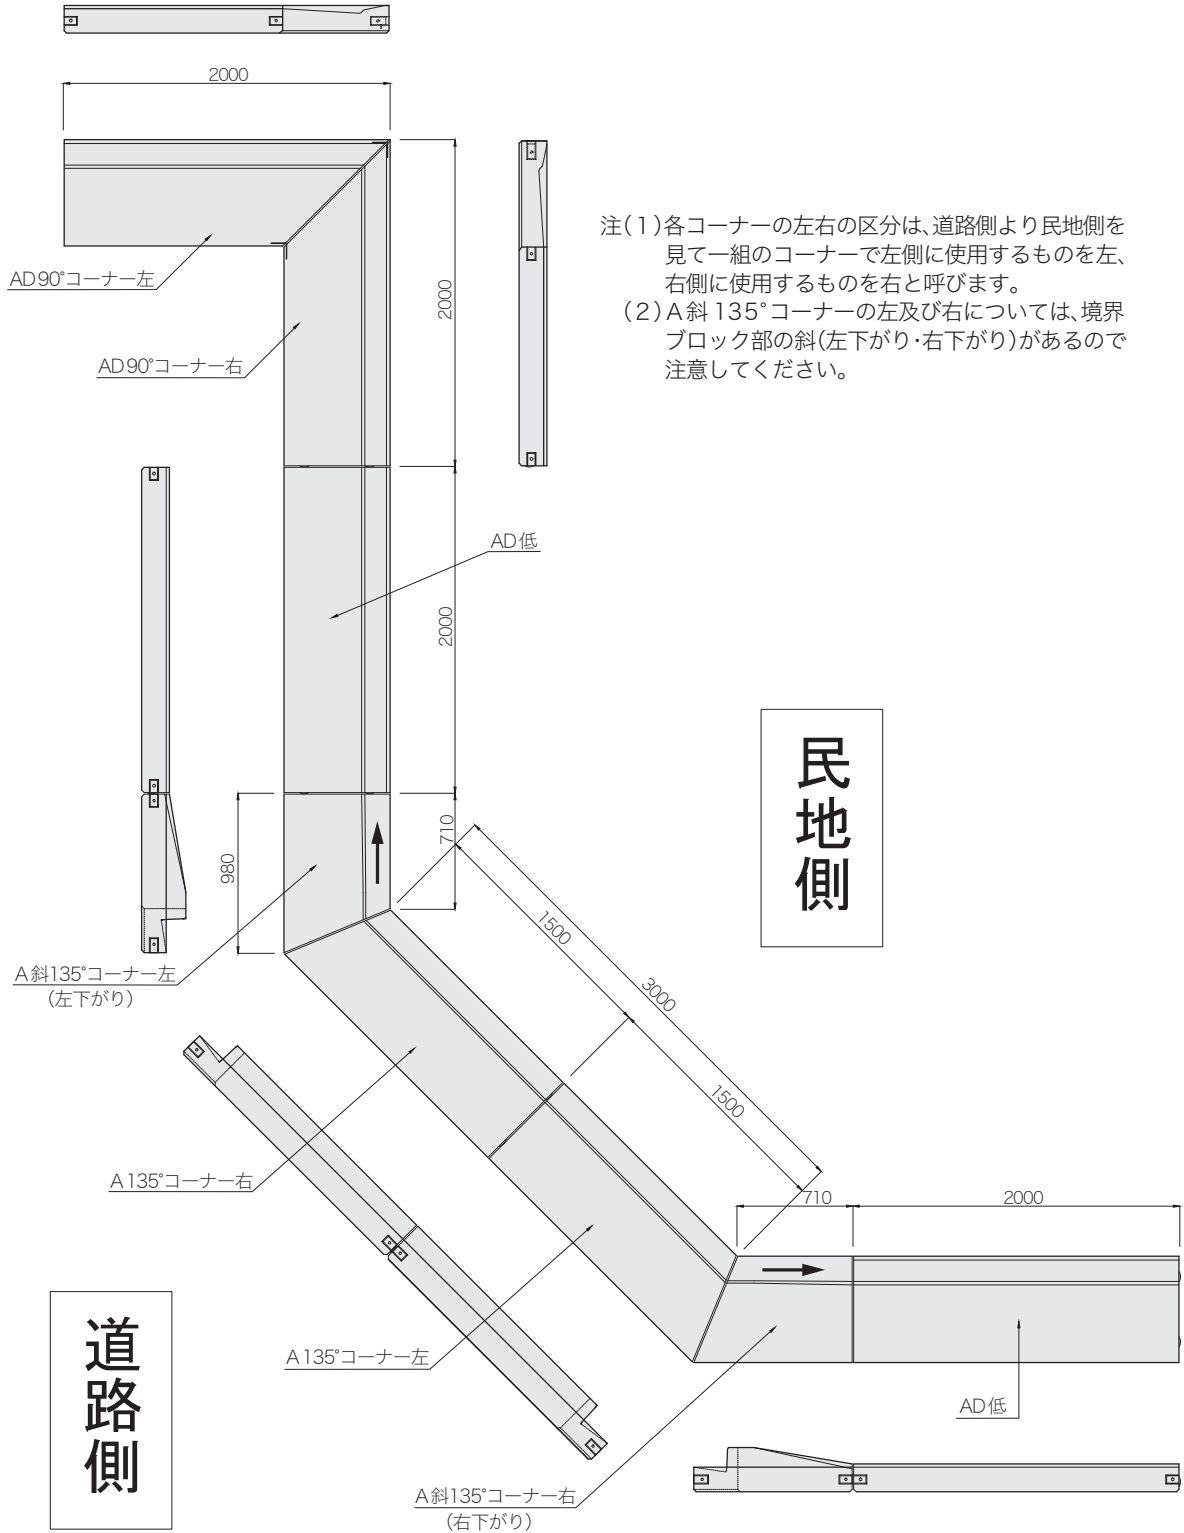 2000
注(1)各コーナーの左右の区分は、道路側より民地側を
見て一組のコーナーで左側に使用するものを左、
右側に使用するものを右と呼びます。
(2)A斜135°コーナーの左及び右については、境界
ブロック部の斜(左下がり・右下がり)があるので
注意してください。
AD90°コーナー左
2000
AD90°コーナー右
AD低
2000
民地側
710
980
1500
3000
A斜135°コーナー左
(左下がり)
1500
A135°コーナー右
710
2000
道路側
A135°コーナー左
AD低
A斜135°コーナー右
(右下がり)